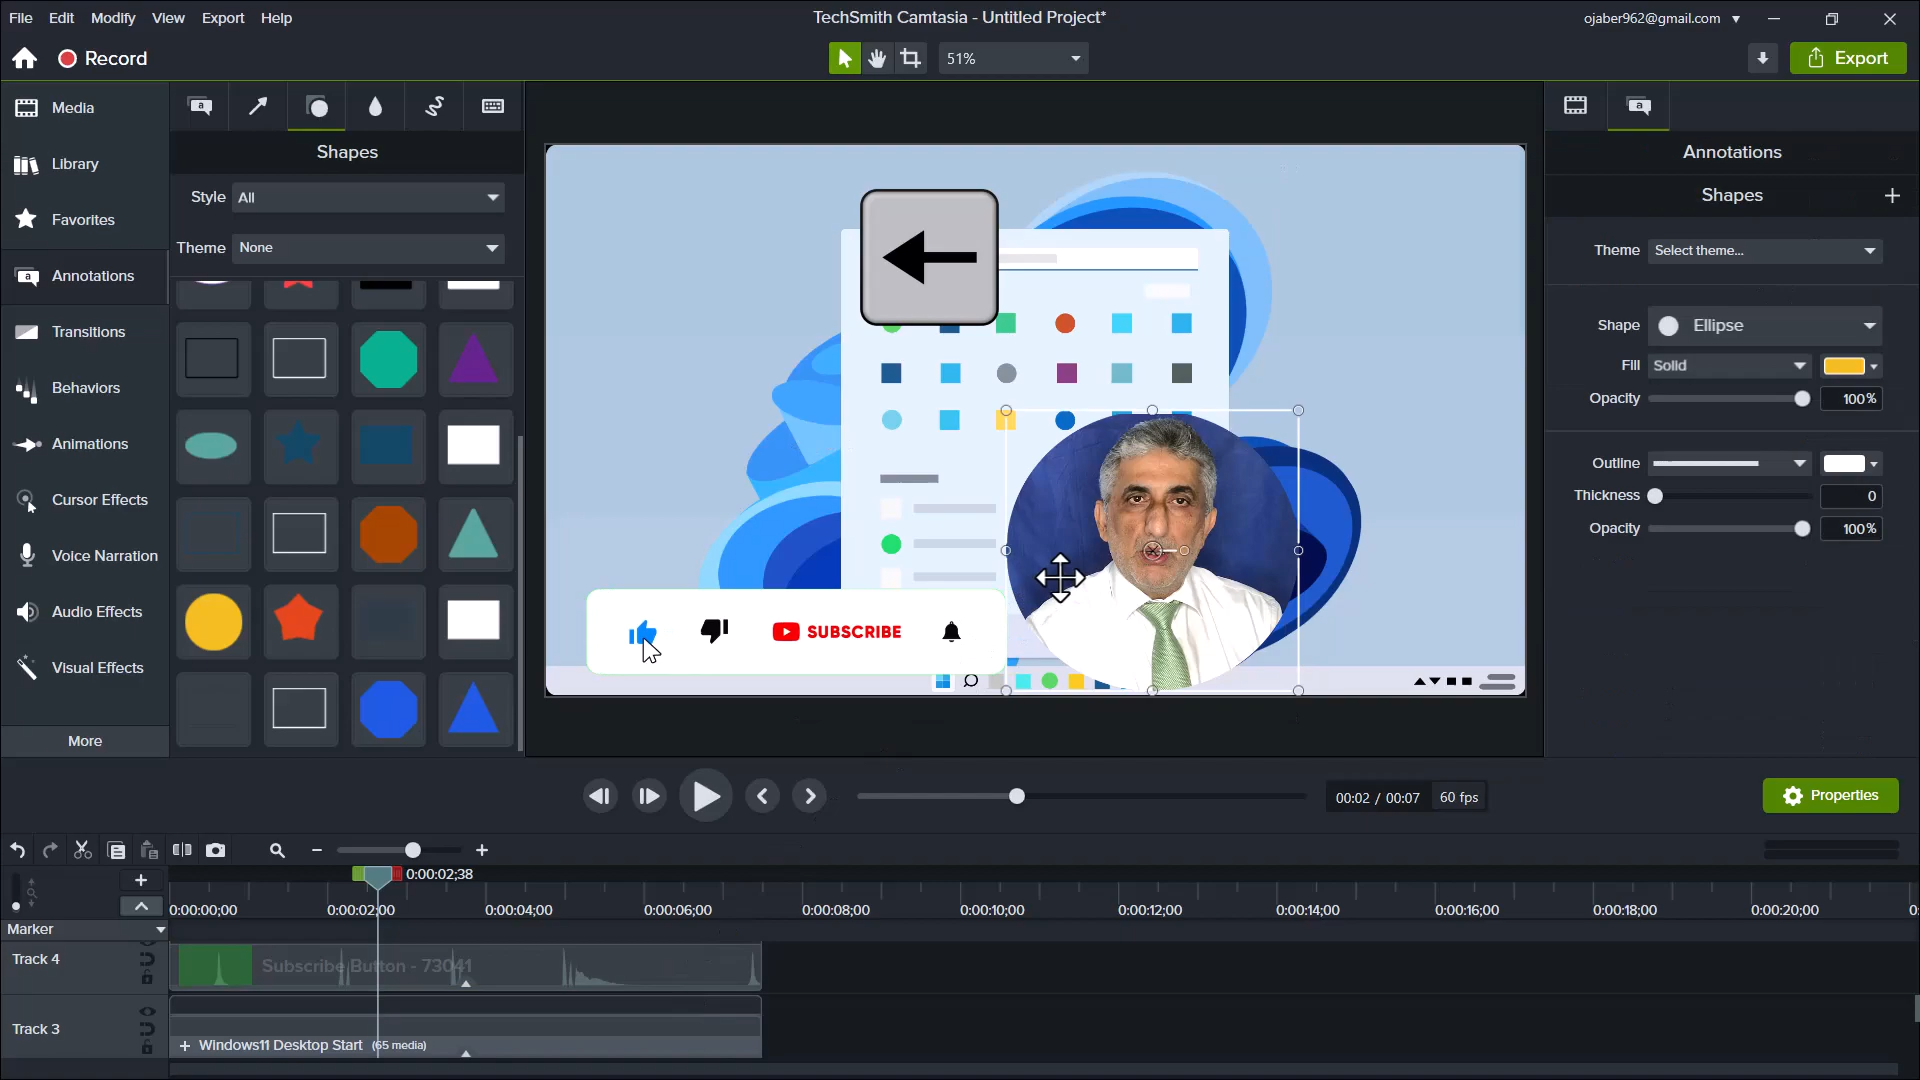 File Edit Modify View Export Help
TechSmith Camtasia - Untitled Project*
ojaber962@gmail.com
Record
51%
Export
Media
Library
Favorites
Annotations
Transitions
Behaviors
Animations
Cursor Effects
Voice Narration
Audio Effects
Visual Effects
More
a
Shapes
Style All
Theme None
SUBSCRIBE
a
Annotations
Shapes
Theme Select theme...
Shape Ellipse
Fill Solid
Opacity 100%
Outline
Thickness 0
Opacity 100%
00:02 / 00:07 60 fps
Properties
0:00:02;38
0:00:00;00 0:00:02;00 0:00:04;00 0:00:06;00 0:00:08;00 0:00:10;00 0:00:12;00 0:00:14;00 0:00:16;00 0:00:18;00 0:00:20;00
Marker
Track 4
Subscribe Button - 73041
Track 3
Windows11 Desktop Start (65 media)